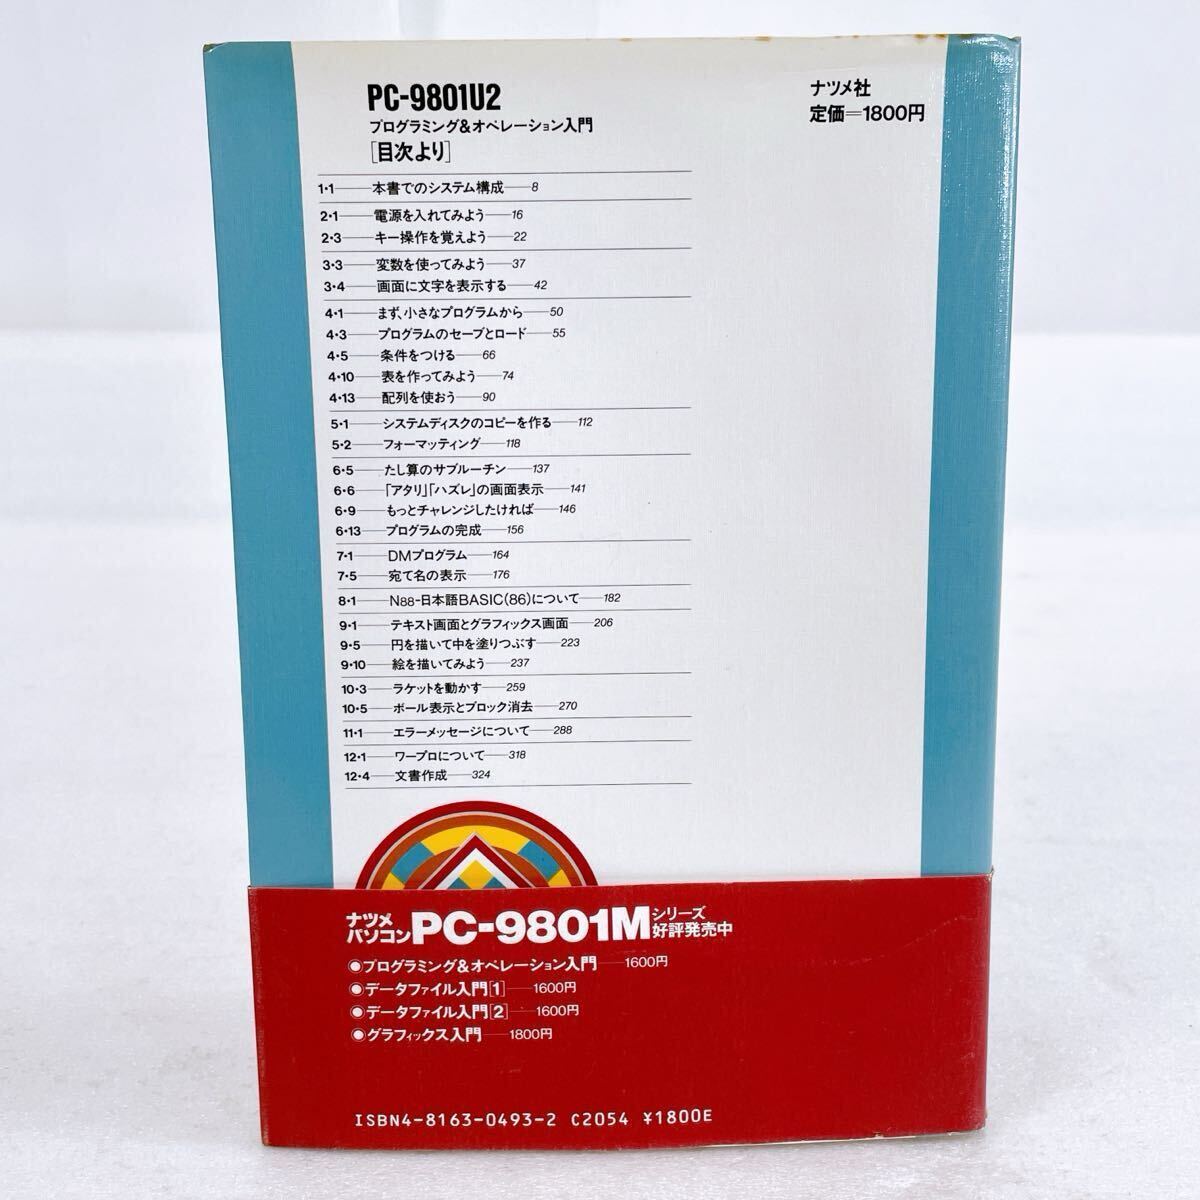 PC-9801U2
プログラミング&オペレーション入門
[目次より]
ナツメ社
定価=1800円
1・1――本書でのシステム構成――8
2・1――電源を入れてみよう――16
2・3――キー操作を覚えよう――22
3・3――変数を使ってみよう――37
3・4――画面に文字を表示する――42
4・1――まず、小さなプログラムから――50
4・3――プログラムのセーブとロード――55
4・5――条件をつける――66
4・10――表を作ってみよう――74
4・13――配列を使おう――90
5・1――システムディスクのコピーを作る――112
5・2――フォーマッティング――118
6・5――たし算のサブルーチン――137
6・6――「アタリ」「ハズレ」の画面表示――141
6・9――もっとチャレンジしたければ――146
6・13――プログラムの完成――156
7・1――DMプログラム――164
7・5――宛て名の表示――176
8・1――N88-日本語BASIC(86)について――182
9・1――テキスト画面とグラフィックス画面――206
9・5――円を描いて中を塗りつぶす――223
9・10――絵を描いてみよう――237
10・3――ラケットを動かす――259
10・5――ボール表示とブロック消去――270
11・1――エラーメッセージについて――288
12・1――ワープロについて――318
12・4――文書作成――324
ナツメ
パソコン
PC-9801M
シリーズ
好評発売中
●プログラミング&オペレーション入門――1600円
●データファイル入門[1]――1600円
●データファイル入門[2]――1600円
●グラフィックス入門――1800円
ISBN4-8163-0493-2 C2054 ¥1800E